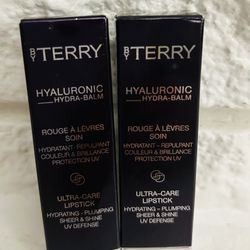 BY TERRY
HYALURONIC
HYDRA-BALM
ROUGE À LÈVRES
SOIN
HYDRATANT - REPULPANT
COULEUR & BRILLANCE
PROTECTION UV
ULTRA-CARE
LIPSTICK
HYDRATING - PLUMPING
SHEER & SHINE
UV DEFENSE
BY TERRY
HYALURONIC
HYDRA-BALM
ROUGE À LÈVRES
SOIN
HYDRATANT - REPULPANT
COULEUR & BRILLANCE
PROTECTION UV
ULTRA-CARE
LIPSTICK
HYDRATING - PLUMPING
SHEER & SHINE
UV DEFENSE